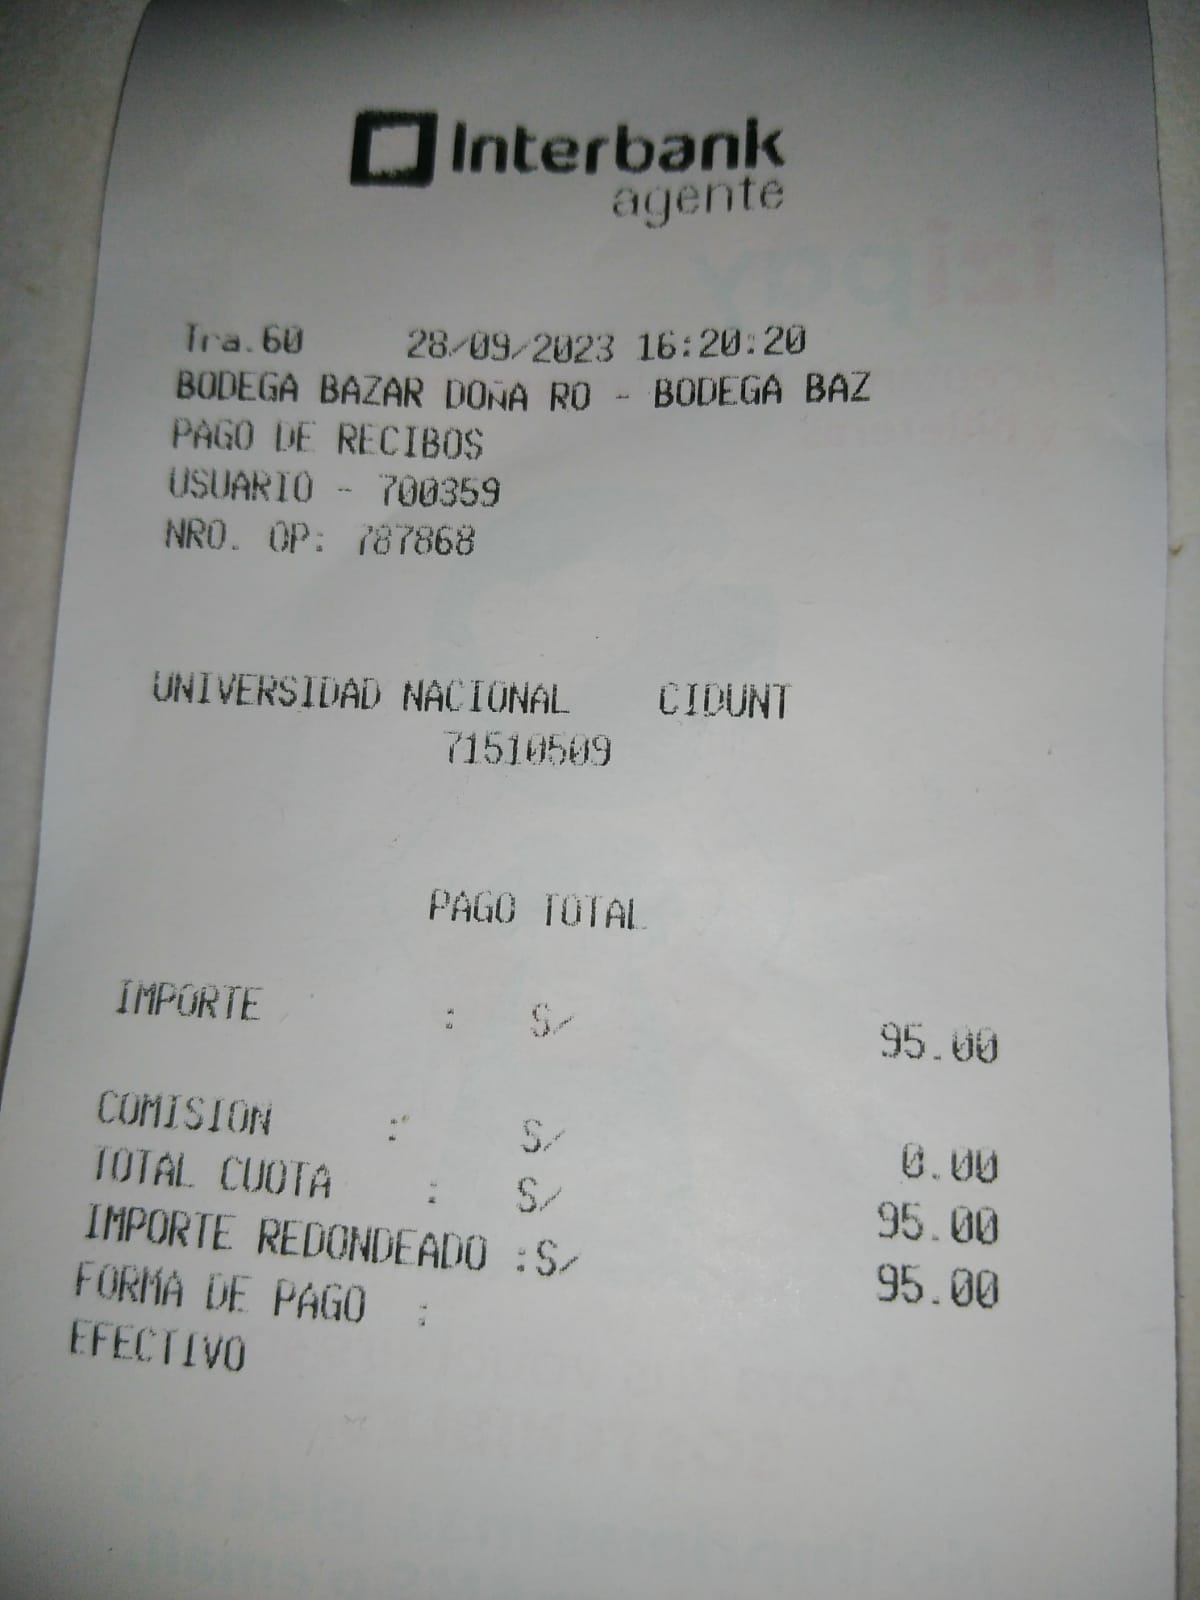 Interbank
agente
Tra.60 28/09/2023 16:20:20
BODEGA BAZAR DOÑA RO - BODEGA BAZ
PAGO DE RECIBOS
USUARIO - 700359
NRO. OP: 787868
UNIVERSIDAD NACIONAL CIDUNT
71510509
PAGO TOTAL
IMPORTE : S/ 95.00
COMISION : S/ 0.00
TOTAL CUOTA : S/ 95.00
IMPORTE REDONDEADO :S/ 95.00
FORMA DE PAGO :
EFECTIVO
izipay